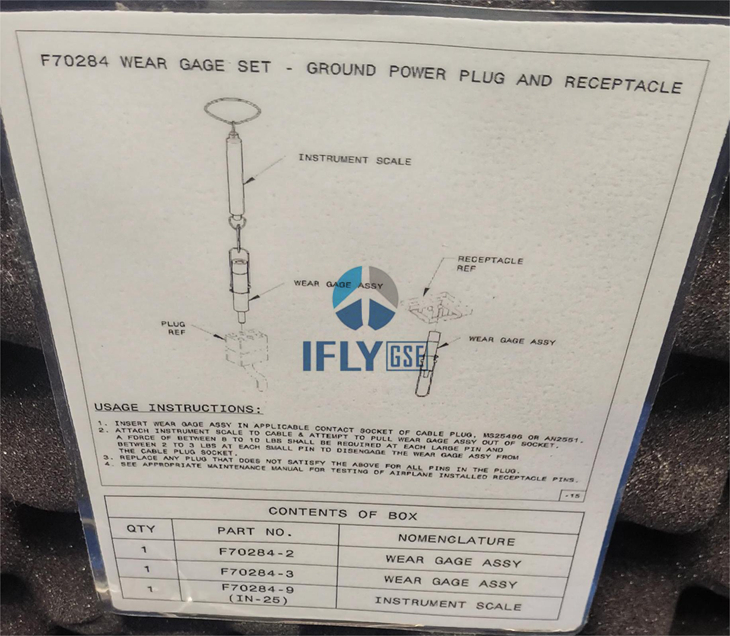 F70284 WEAR GAGE SET - GROUND POWER PLUG AND RECEPTACLE
INSTRUMENT SCALE
RECEPTACLE
REF
WEAR GAGE ASSY
PLUG
REF
WEAR GAGE ASSY
IFLY GSE
USAGE INSTRUCTIONS:
1. INSERT WEAR GAGE ASSY IN APPLICABLE CONTACT SOCKET OF CABLE PLUG, MS25486 OR AN2551.
2. ATTACH INSTRUMENT SCALE TO CABLE & ATTEMPT TO PULL WEAR GAGE ASSY OUT OF SOCKET.
A FORCE OF BETWEEN 8 TO 10 LBS SHALL BE REQUIRED AT EACH LARGE PIN AND
BETWEEN 2 TO 3 LBS AT EACH SMALL PIN TO DISENGAGE THE WEAR GAGE ASSY FROM
THE CABLE PLUG SOCKET.
3. REPLACE ANY PLUG THAT DOES NOT SATISFY THE ABOVE FOR ALL PINS IN THE PLUG.
4. SEE APPROPRIATE MAINTENANCE MANUAL FOR TESTING OF AIRPLANE INSTALLED RECEPTACLE PINS.
-15
CONTENTS OF BOX
QTY PART NO. NOMENCLATURE
1 F70284-2 WEAR GAGE ASSY
1 F70284-3 WEAR GAGE ASSY
1 F70284-9 (IN-25) INSTRUMENT SCALE